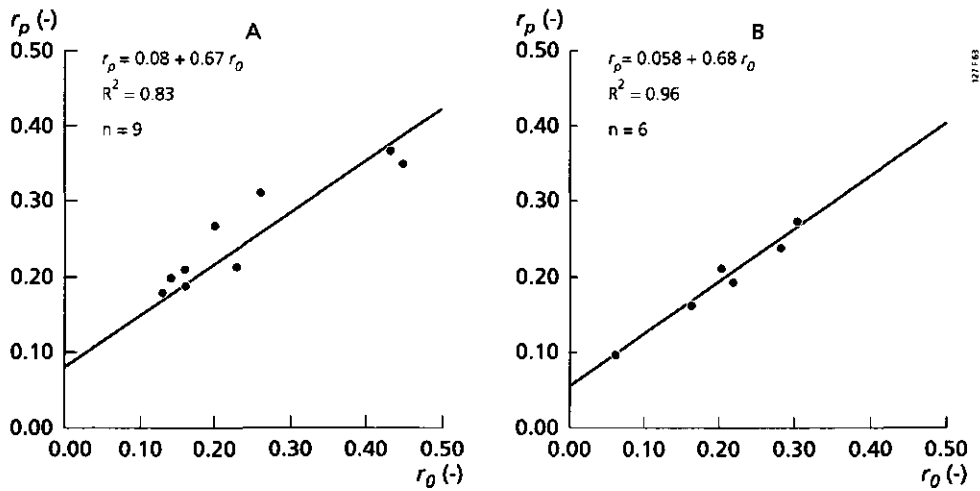 r_p (-)
A
0.50
r_p = 0.08 + 0.67 r_0
R² = 0.83
n = 9
0.40
0.30
0.20
0.10
0.00
0.00 0.10 0.20 0.30 0.40 0.50
r_0 (-)
r_p (-)
B
0.50
r_p = 0.058 + 0.68 r_0
R² = 0.96
n = 6
0.40
0.30
0.20
0.10
0.00
0.00 0.10 0.20 0.30 0.40 0.50
r_0 (-)